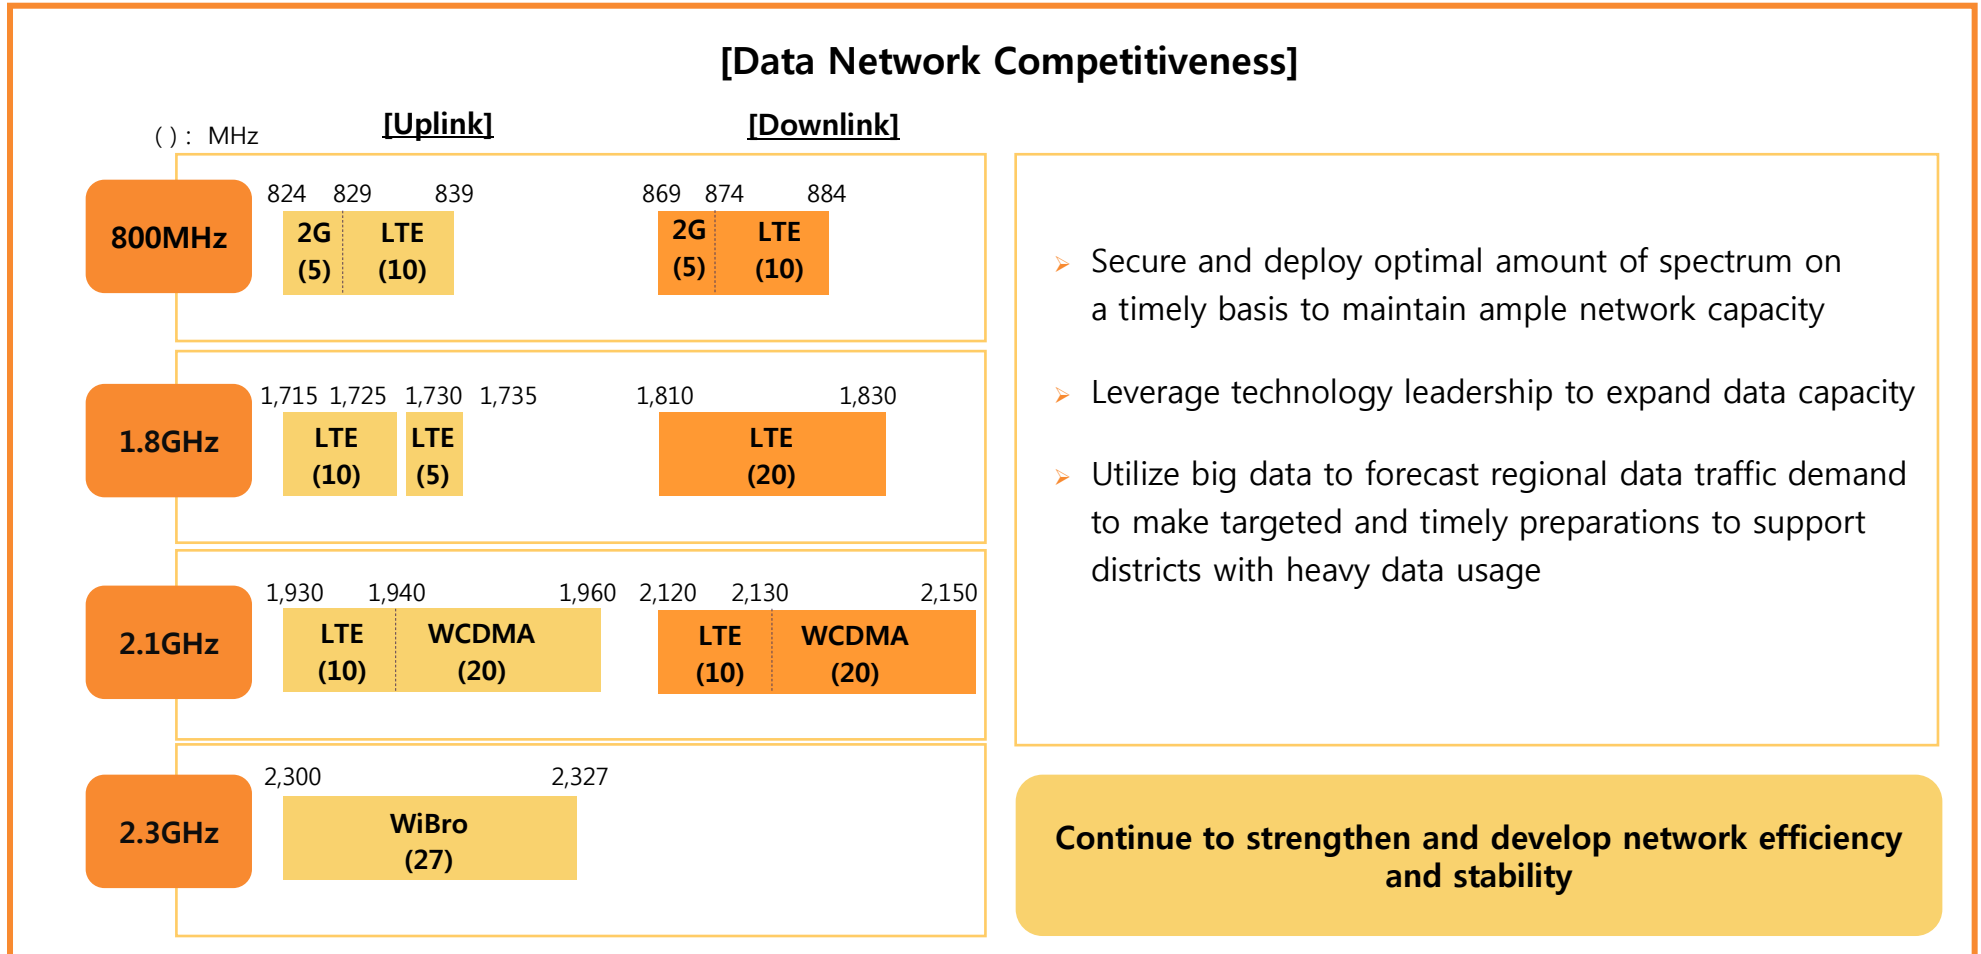 [Data Network Competitiveness]
( ) : MHz
[Uplink]
[Downlink]
800MHz
824 829 839
2G LTE
(5) (10)
869 874 884
2G LTE
(5) (10)
1.8GHz
1,715 1,725 1,730 1,735
LTE LTE
(10) (5)
1,810 1,830
LTE
(20)
2.1GHz
1,930 1,940 1,960
LTE WCDMA
(10) (20)
2,120 2,130 2,150
LTE WCDMA
(10) (20)
2.3GHz
2,300 2,327
WiBro
(27)
➢ Secure and deploy optimal amount of spectrum on
a timely basis to maintain ample network capacity
➢ Leverage technology leadership to expand data capacity
➢ Utilize big data to forecast regional data traffic demand
to make targeted and timely preparations to support
districts with heavy data usage
Continue to strengthen and develop network efficiency
and stability